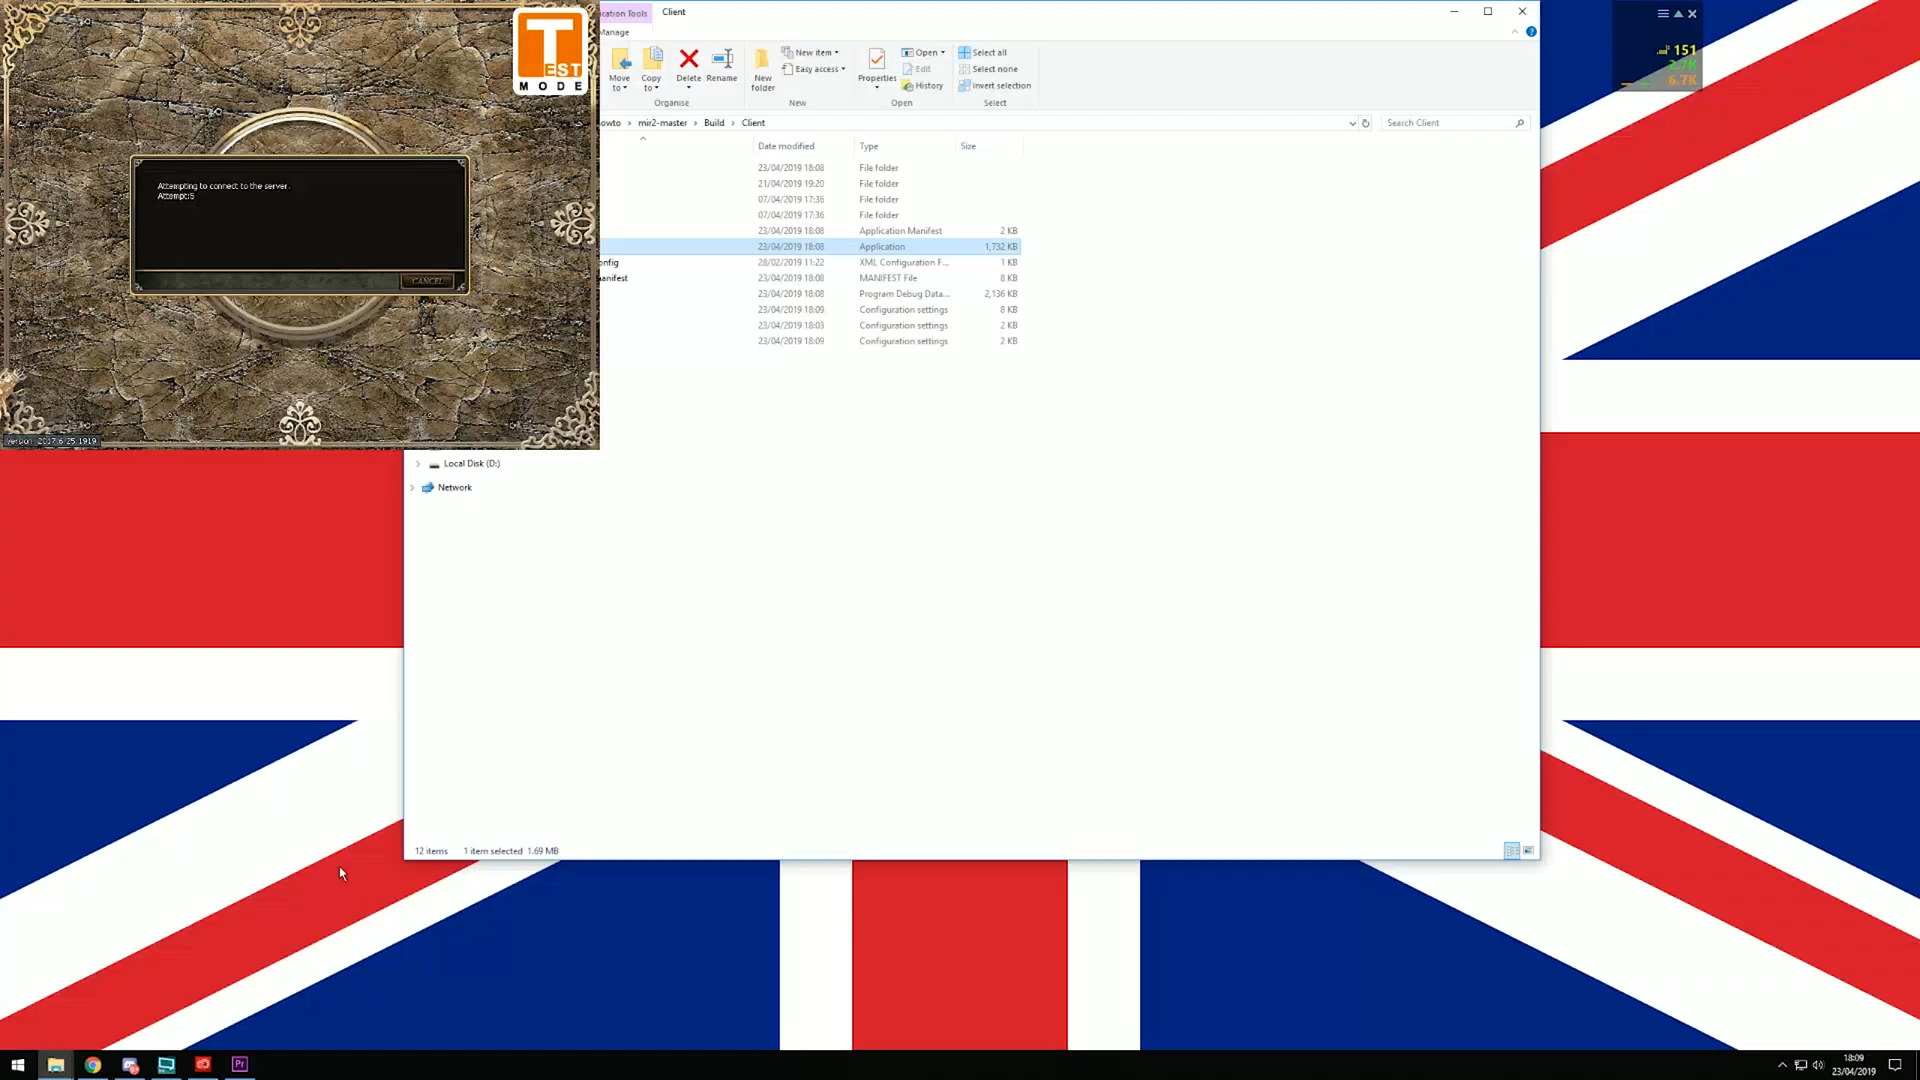 TEST
MODE
Attempting to connect to the server.
Attempt:5
CANCEL
Version: 2017.6.25.1919
Client
Manage
Move to
Copy to
Delete
Rename
Organise
New folder
New item
Easy access
New
Properties
Open
Edit
History
Open
Select all
Select none
Invert selection
Select
mir2-master > Build > Client
Search Client
Date modified Type Size
23/04/2019 18:08 File folder
21/04/2019 19:20 File folder
07/04/2019 17:36 File folder
07/04/2019 17:36 File folder
23/04/2019 18:08 Application Manifest 2 KB
23/04/2019 18:08 Application 1,732 KB
onfig 28/02/2019 11:22 XML Configuration F... 1 KB
anifest 23/04/2019 18:08 MANIFEST File 8 KB
23/04/2019 18:08 Program Debug Data... 2,136 KB
23/04/2019 18:09 Configuration settings 8 KB
23/04/2019 18:03 Configuration settings 2 KB
23/04/2019 18:09 Configuration settings 2 KB
Local Disk (D:)
Network
12 items 1 item selected 1.69 MB
151
2.7K
6.7K
Pr
18:09
23/04/2019